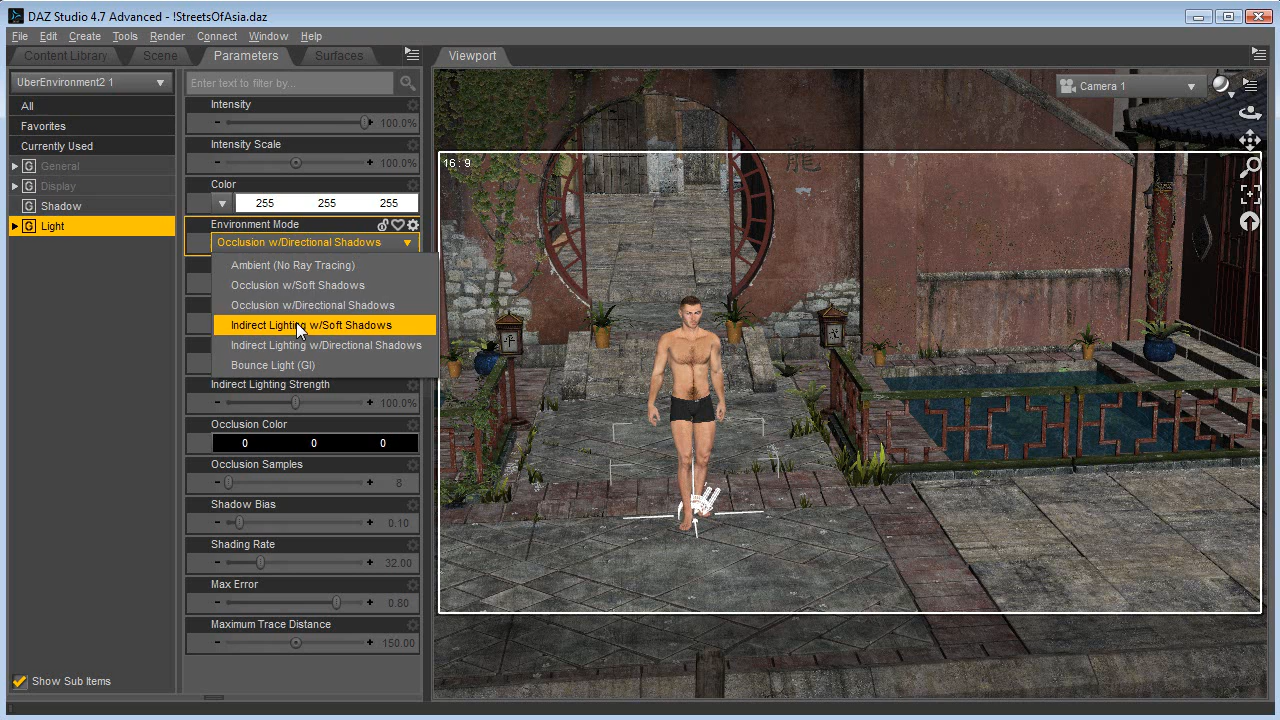 DAZ Studio 4.7 Advanced - !StreetsOfAsia.daz
File Edit Create Tools Render Connect Window Help
Content Library Scene Parameters Surfaces Viewport
UberEnvironment2 1
All
Favorites
Currently Used
General
Display
Shadow
Light
Show Sub Items
Enter text to filter by...
Intensity
100.0%
Intensity Scale
100.0%
Color
255 255 255
Environment Mode
Occlusion w/Directional Shadows
Ambient (No Ray Tracing)
Occlusion w/Soft Shadows
Occlusion w/Directional Shadows
Indirect Lighting w/Soft Shadows
Indirect Lighting w/Directional Shadows
Bounce Light (GI)
Indirect Lighting Strength
100.0%
Occlusion Color
0 0 0
Occlusion Samples
8
Shadow Bias
0.10
Shading Rate
32.00
Max Error
0.80
Maximum Trace Distance
150.00
Camera 1
16 : 9
龍